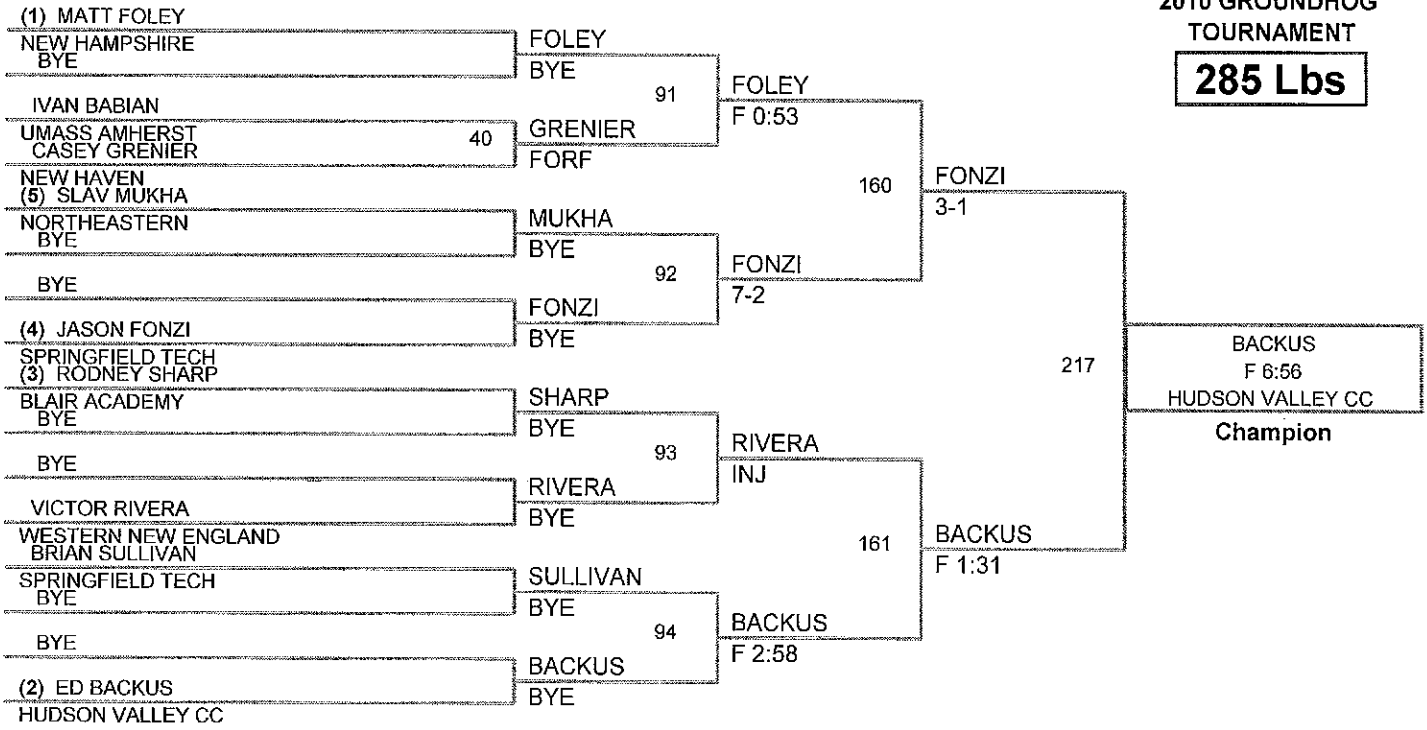 2010 GROUNDHOG
TOURNAMENT
285 Lbs
(1) MATT FOLEY
NEW HAMPSHIRE
BYE
IVAN BABIAN
UMASS AMHERST
CASEY GRENIER
NEW HAVEN
(5) SLAV MUKHA
NORTHEASTERN
BYE
BYE
(4) JASON FONZI
SPRINGFIELD TECH
(3) RODNEY SHARP
BLAIR ACADEMY
BYE
BYE
VICTOR RIVERA
WESTERN NEW ENGLAND
BRIAN SULLIVAN
SPRINGFIELD TECH
BYE
BYE
(2) ED BACKUS
HUDSON VALLEY CC
40
FOLEY
BYE
GRENIER
FORF
MUKHA
BYE
FONZI
BYE
SHARP
BYE
RIVERA
BYE
SULLIVAN
BYE
BACKUS
BYE
91
92
93
94
FOLEY
F 0:53
FONZI
7-2
RIVERA
INJ
BACKUS
F 2:58
160
161
FONZI
3-1
BACKUS
F 1:31
217
BACKUS
F 6:56
HUDSON VALLEY CC
Champion